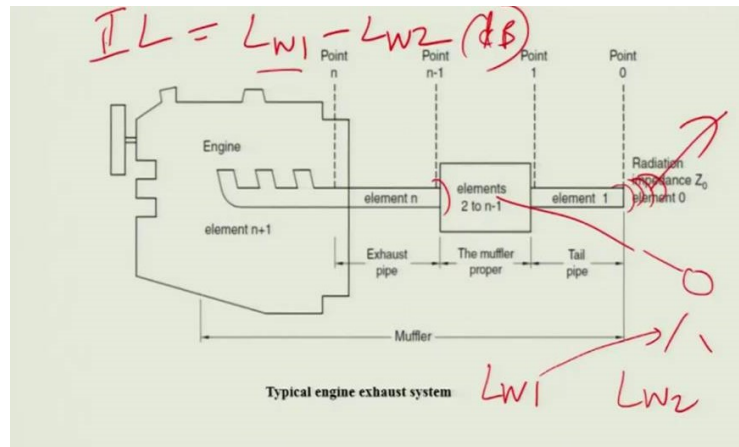 IL = LW1 - LW2 (dB)
Point n
Point n-1
Point 1
Point 0
Engine
Radiation
impedance Z0
element 0
element n
elements
2 to n-1
element 1
element n+1
Exhaust
pipe
The muffler
proper
Tail
pipe
Muffler
Typical engine exhaust system
LW1
LW2